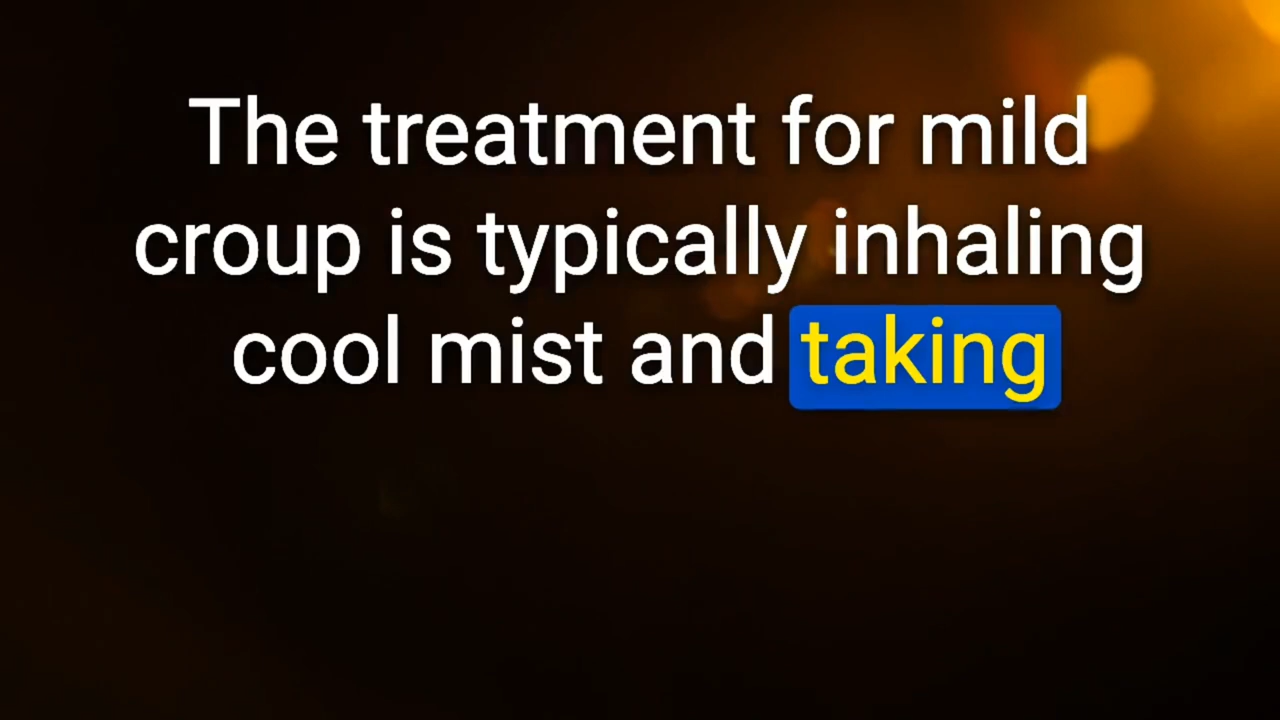 The treatment for mild
croup is typically inhaling
cool mist and taking